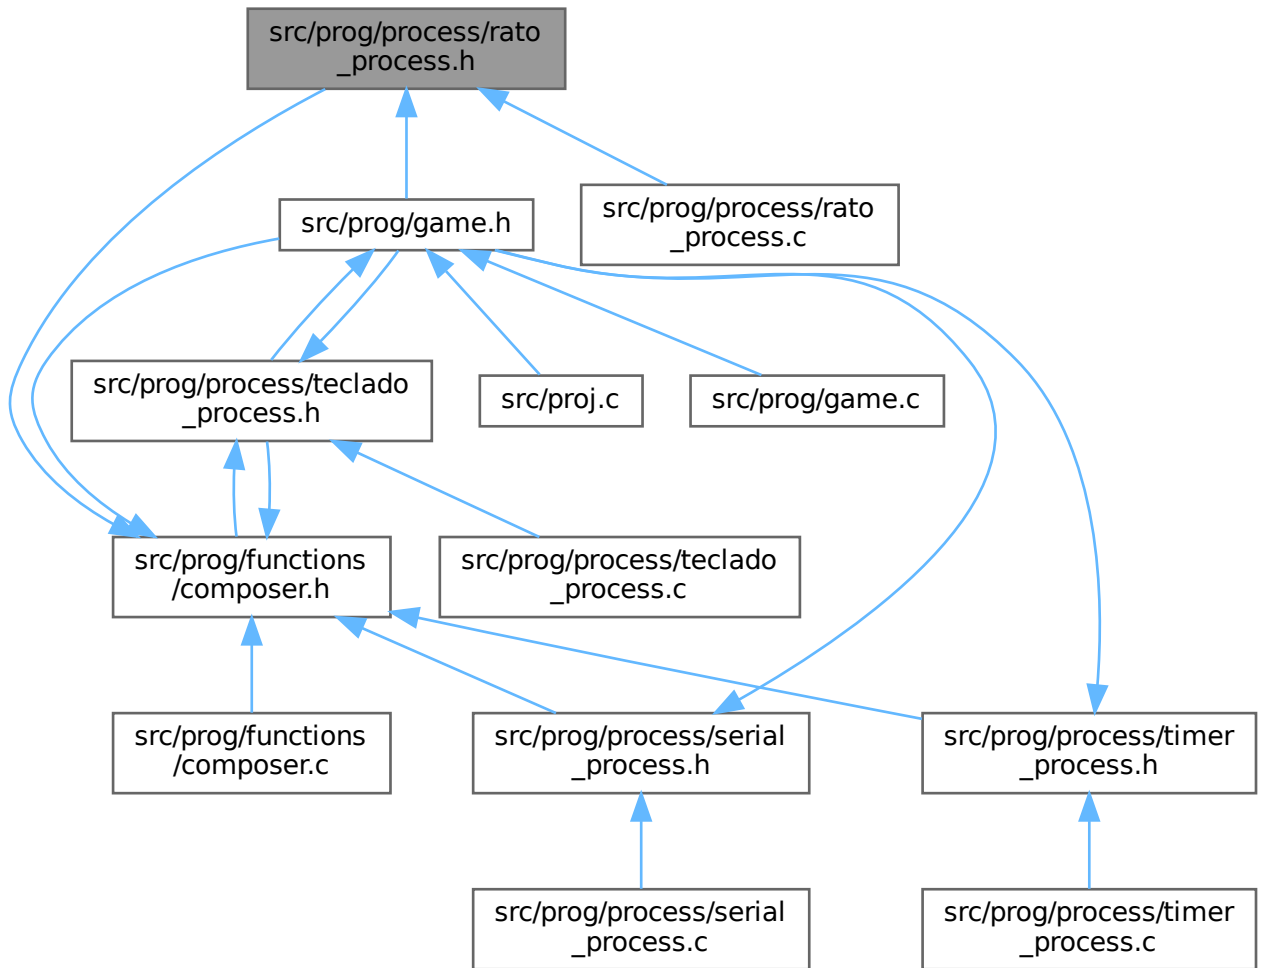 src/prog/process/rato
_process.h
src/prog/game.h
src/prog/process/rato
_process.c
src/prog/process/teclado
_process.h
src/proj.c
src/prog/game.c
src/prog/functions
/composer.h
src/prog/process/teclado
_process.c
src/prog/functions
/composer.c
src/prog/process/serial
_process.h
src/prog/process/timer
_process.h
src/prog/process/serial
_process.c
src/prog/process/timer
_process.c